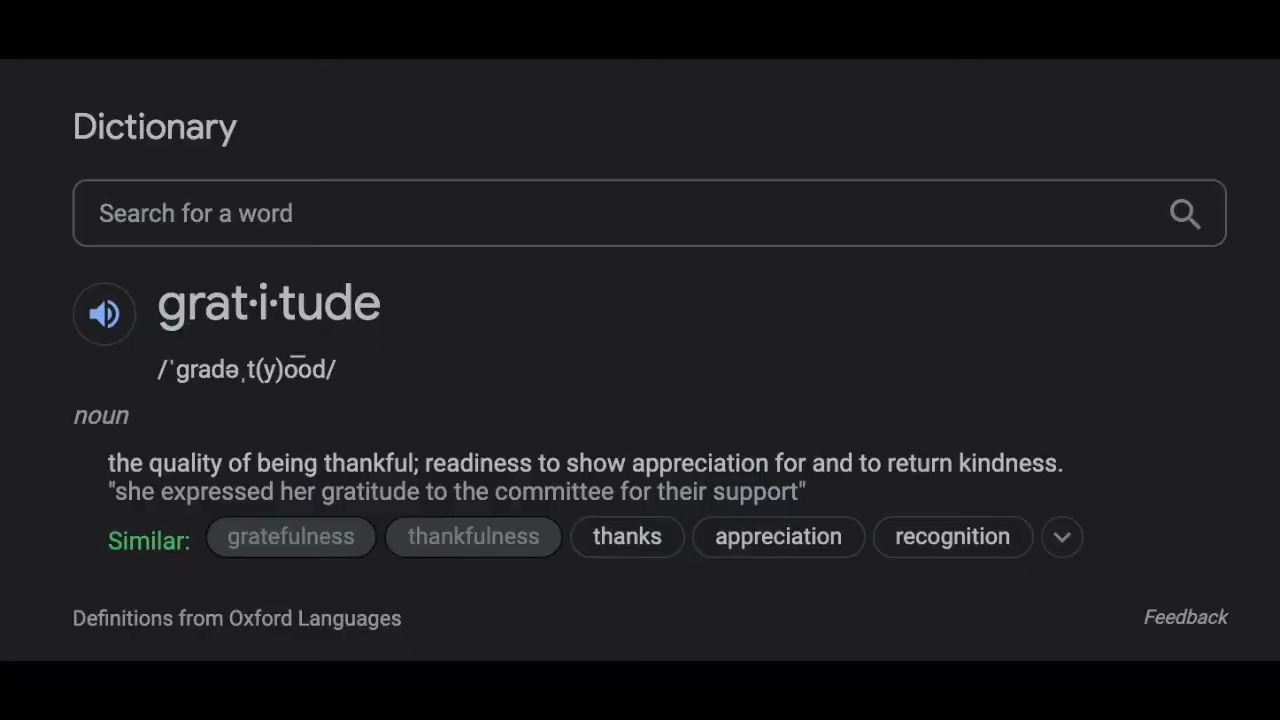 Dictionary
Search for a word
grat·i·tude
/ˈɡradəˌt(y)o͞od/
noun
the quality of being thankful; readiness to show appreciation for and to return kindness.
"she expressed her gratitude to the committee for their support"
Similar: gratefulness thankfulness thanks appreciation recognition
Definitions from Oxford Languages Feedback